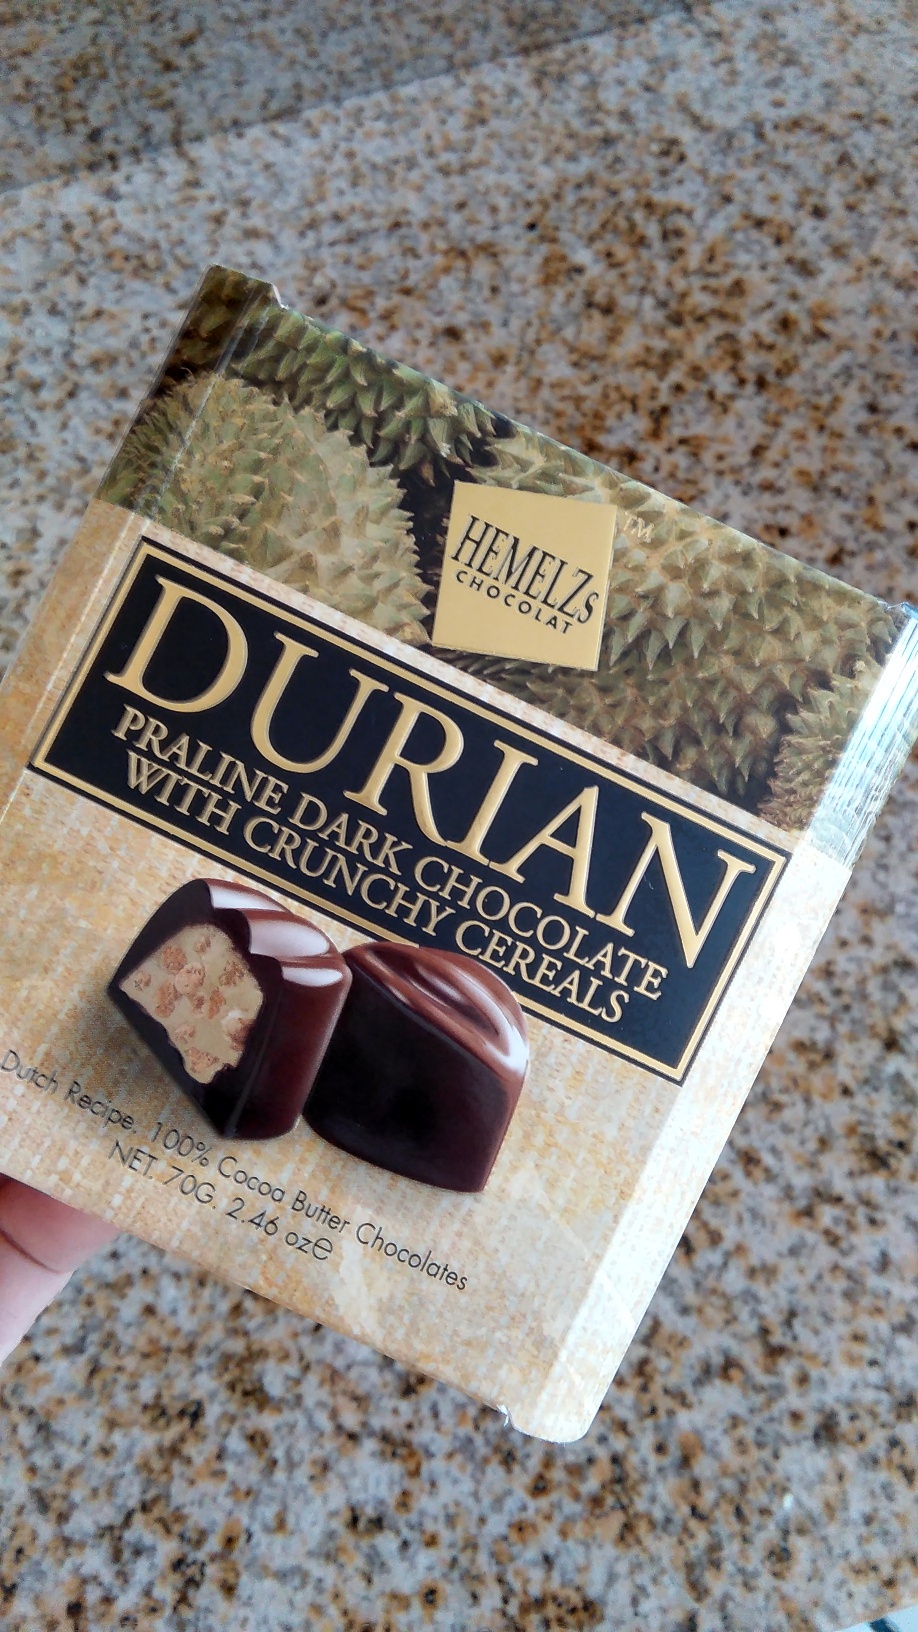 HEMELZs
CHOCOLAT
TM
DURIAN
PRALINE DARK CHOCOLATE
WITH CRUNCHY CEREALS
Dutch Recipe, 100% Cocoa Butter Chocolates
NET. 70G. 2.46 oz℮